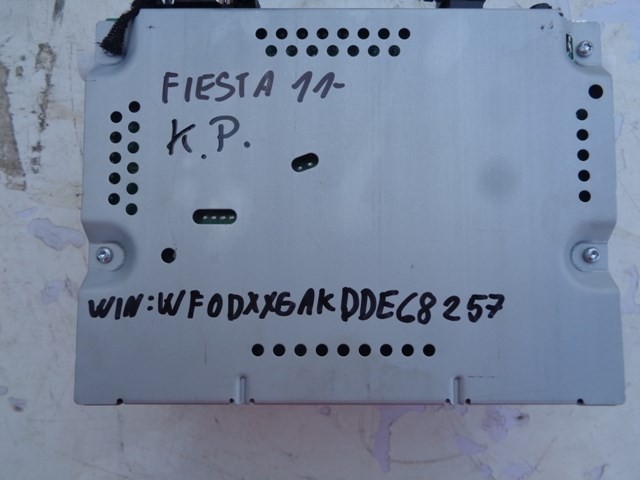 FIESTA 11-
K.P.
WIN: WF0DXXGAKDDE68257